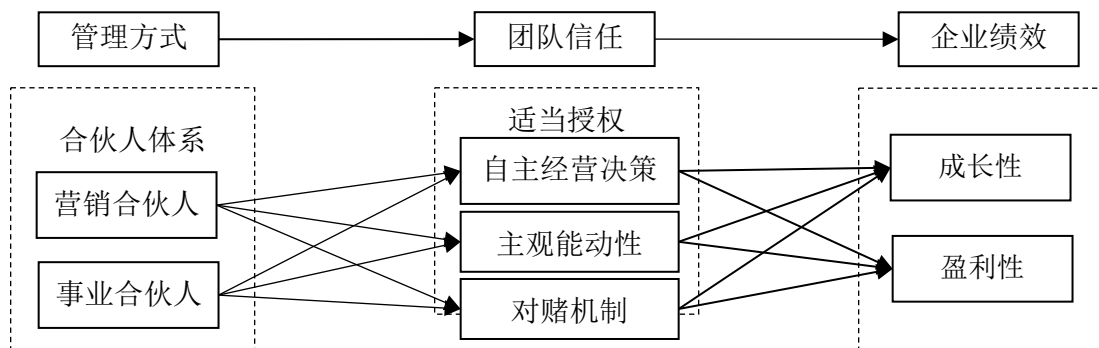 管理方式
团队信任
企业绩效
合伙人体系
营销合伙人
事业合伙人
适当授权
自主经营决策
主观能动性
对赌机制
成长性
盈利性